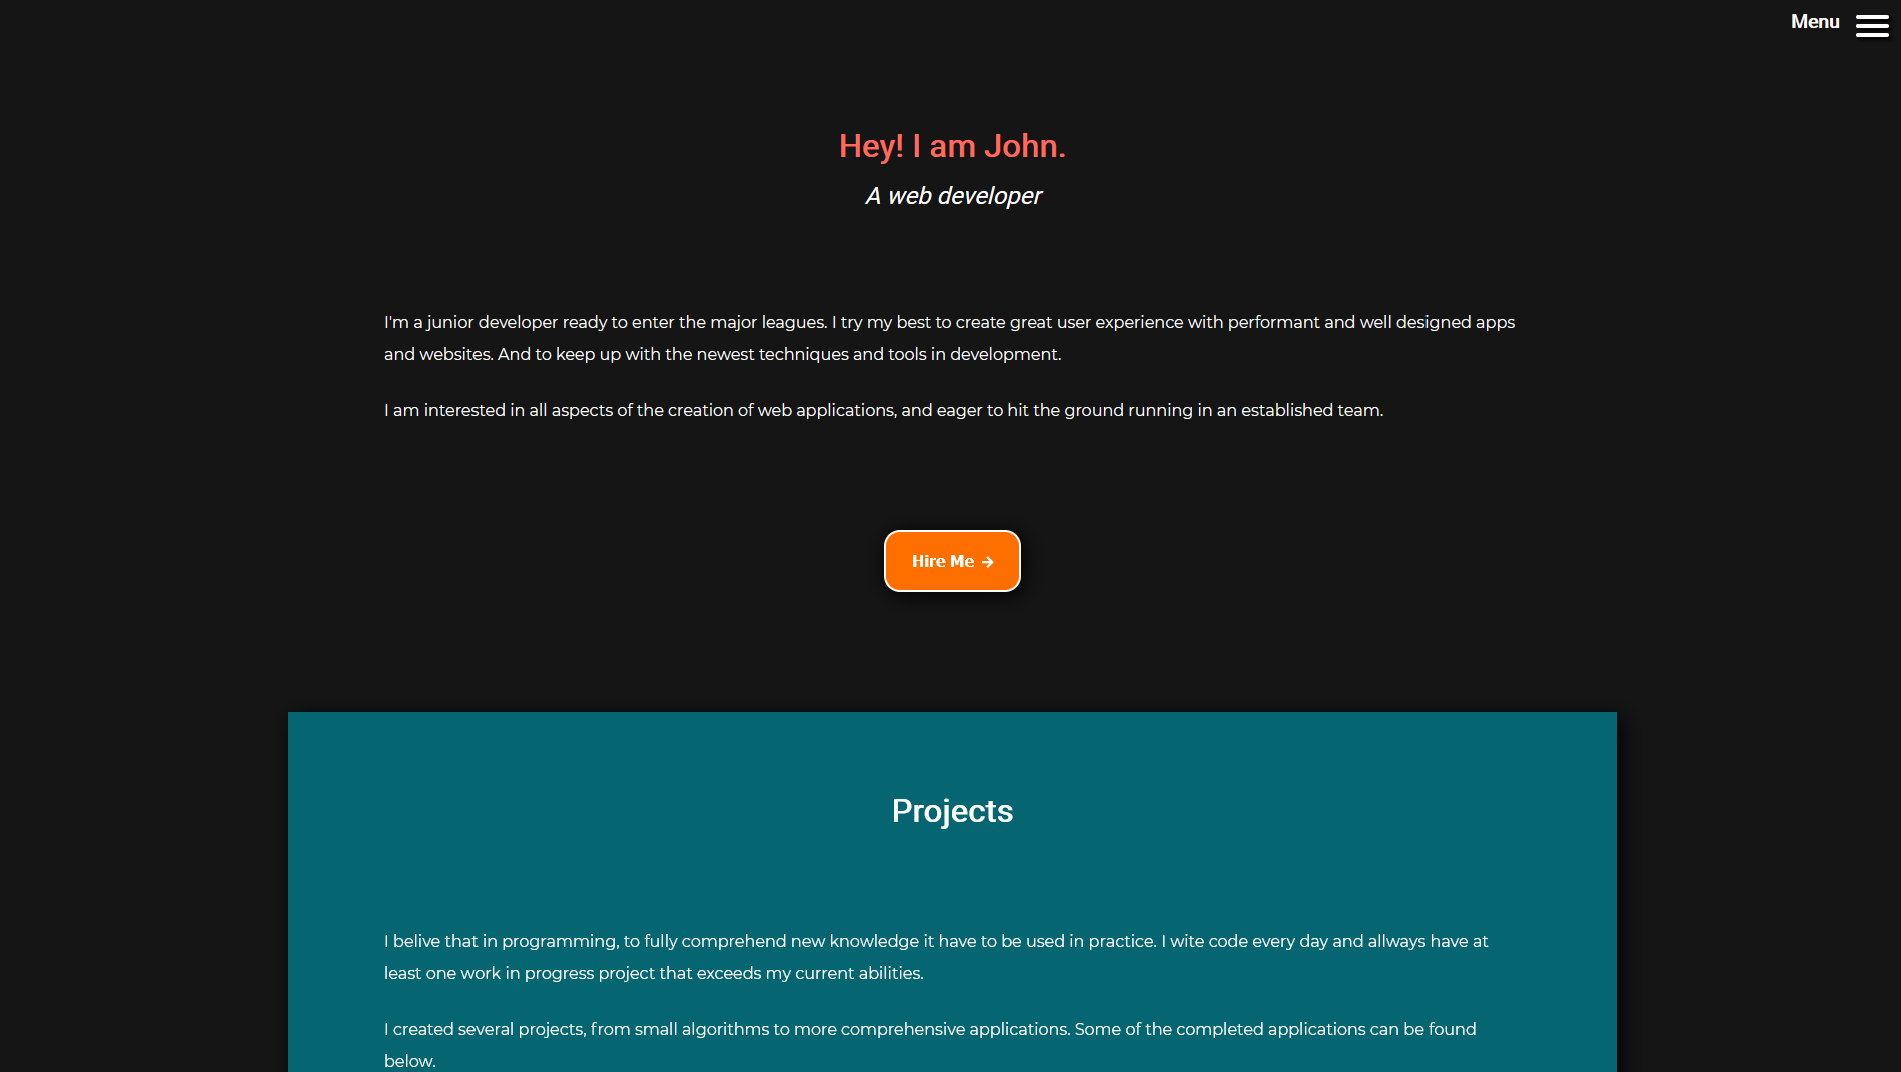 Menu
Hey! I am John.
A web developer
I'm a junior developer ready to enter the major leagues. I try my best to create great user experience with performant and well designed apps
and websites. And to keep up with the newest techniques and tools in development.
I am interested in all aspects of the creation of web applications, and eager to hit the ground running in an established team.
Hire Me →
Projects
I belive that in programming, to fully comprehend new knowledge it have to be used in practice. I wite code every day and allways have at
least one work in progress project that exceeds my current abilities.
I created several projects, from small algorithms to more comprehensive applications. Some of the completed applications can be found
below.